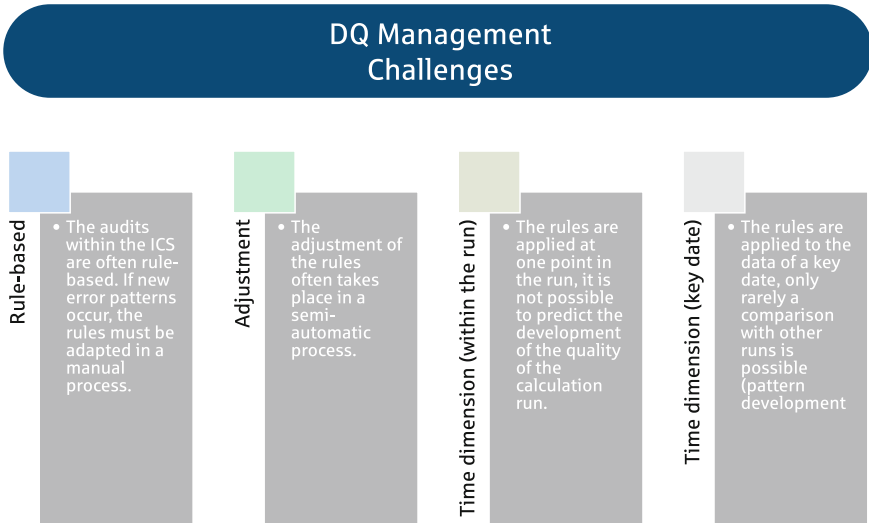 DQ Management
Challenges
Rule-based
• The audits
within the ICS
are often rule-
based. If new
error patterns
occur, the
rules must be
adapted in a
manual
process.
Adjustment
• The
adjustment of
the rules
often takes
place in a
semi-
automatic
process.
Time dimension (within the run)
• The rules are
applied at
one point in
the run, it is
not possible
to predict the
development
of the quality
of the
calculation
run.
Time dimension (key date)
• The rules are
applied to the
data of a key
date, only
rarely a
comparison
with other
runs is
possible
(pattern
development